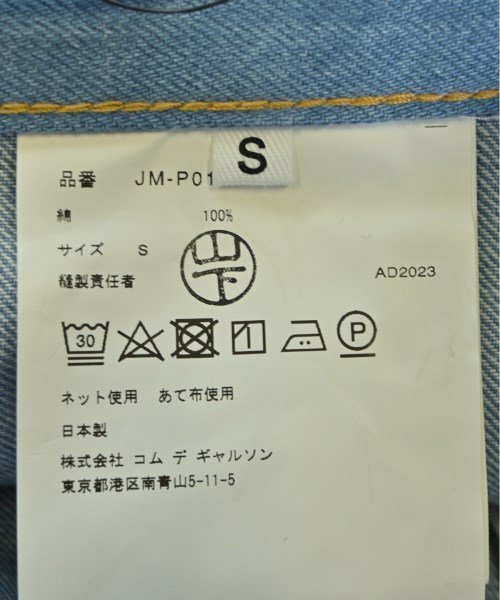 S
品番 JM-P01
綿 100%
サイズ S
山下
縫製責任者
AD2023
30
P
ネット使用 あて布使用
日本製
株式会社 コム デ ギャルソン
東京都港区南青山5-11-5